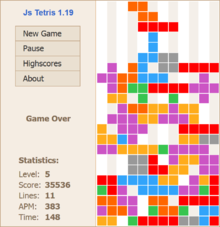 Js Tetris 1.19
New Game
Pause
Highscores
About
Game Over
Statistics:
Level: 5
Score: 35536
Lines: 11
APM: 383
Time: 148